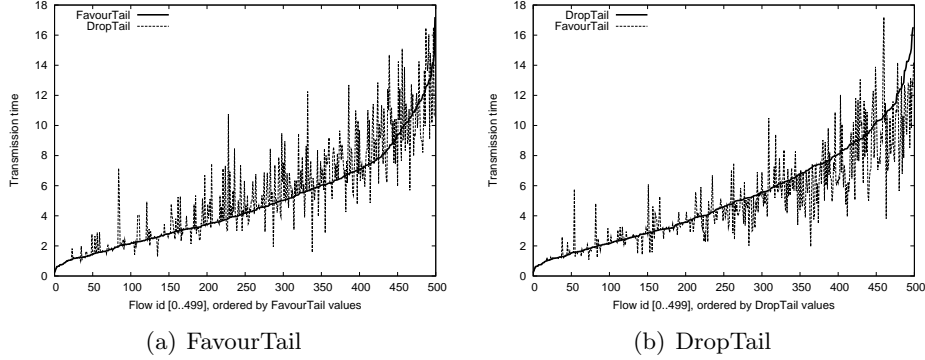 18
16
14
12
10
8
6
4
2
0
Transmission time
FavourTail
DropTail
0 50 100 150 200 250 300 350 400 450 500
Flow id [0..499], ordered by FavourTail values
(a) FavourTail
18
16
14
12
10
8
6
4
2
0
Transmission time
DropTail
FavourTail
0 50 100 150 200 250 300 350 400 450 500
Flow id [0..499], ordered by DropTail values
(b) DropTail